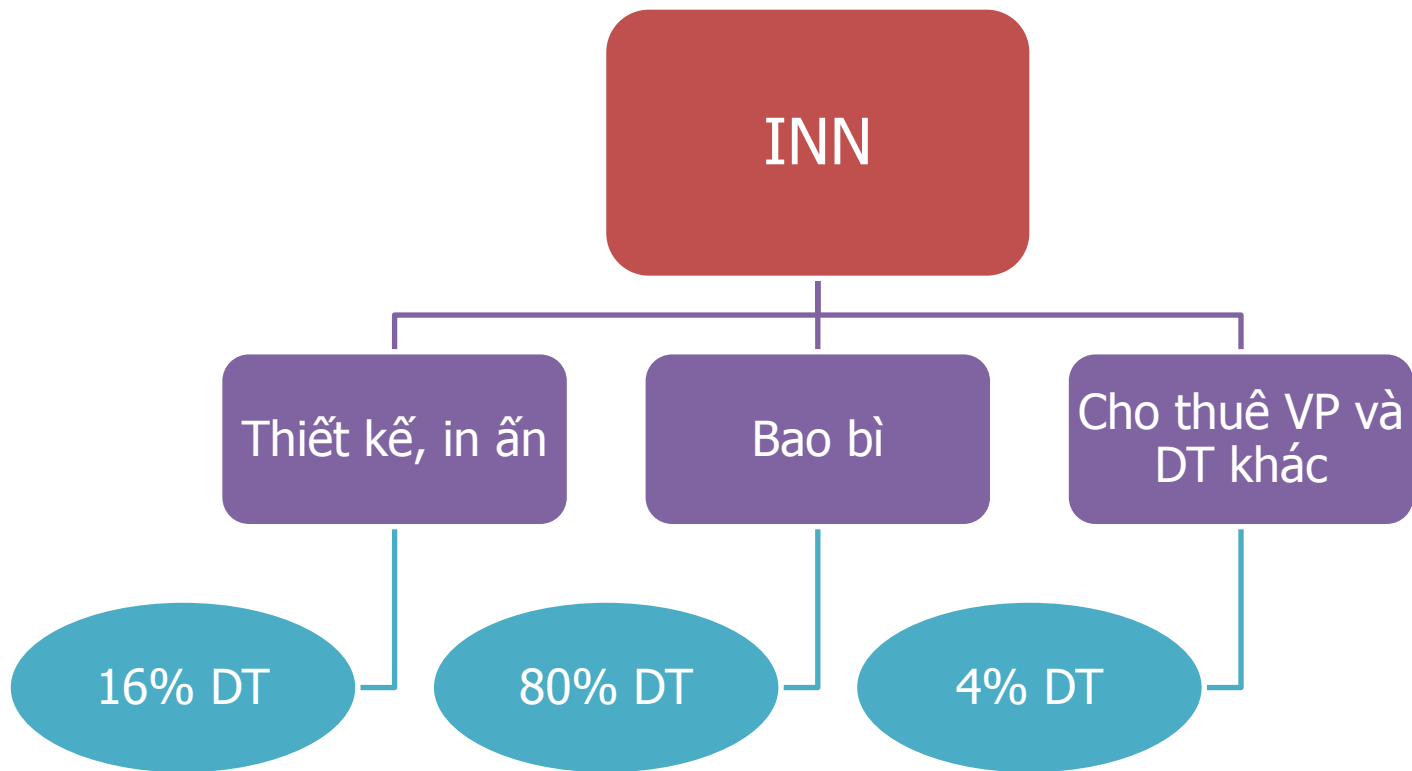 INN
Thiết kế, in ấn
Bao bì
Cho thuê VP và
DT khác
16% DT
80% DT
4% DT